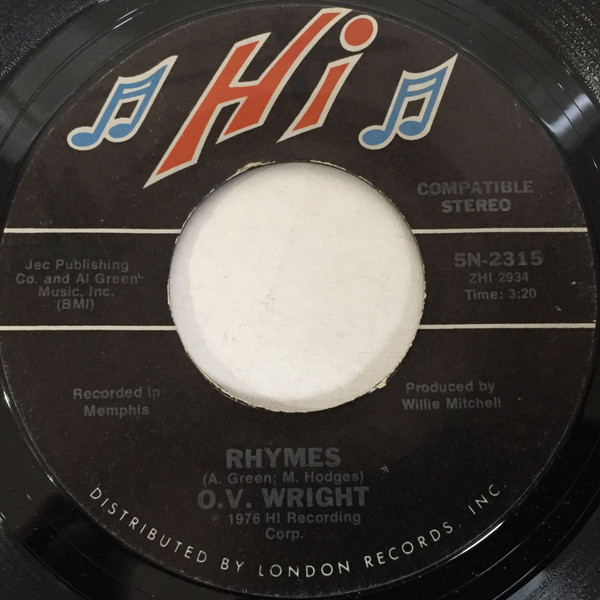 Hi
COMPATIBLE
STEREO
Jec Publishing
Co. and Al Green
Music, Inc.
(BMI)
5N-2315
ZHI 2934
Time: 3:20
Recorded in
Memphis
Produced by
Willie Mitchell
RHYMES
(A. Green; M. Hodges)
O.V. WRIGHT
℗ 1976 HI Recording
Corp.
DISTRIBUTED BY LONDON RECORDS, INC.